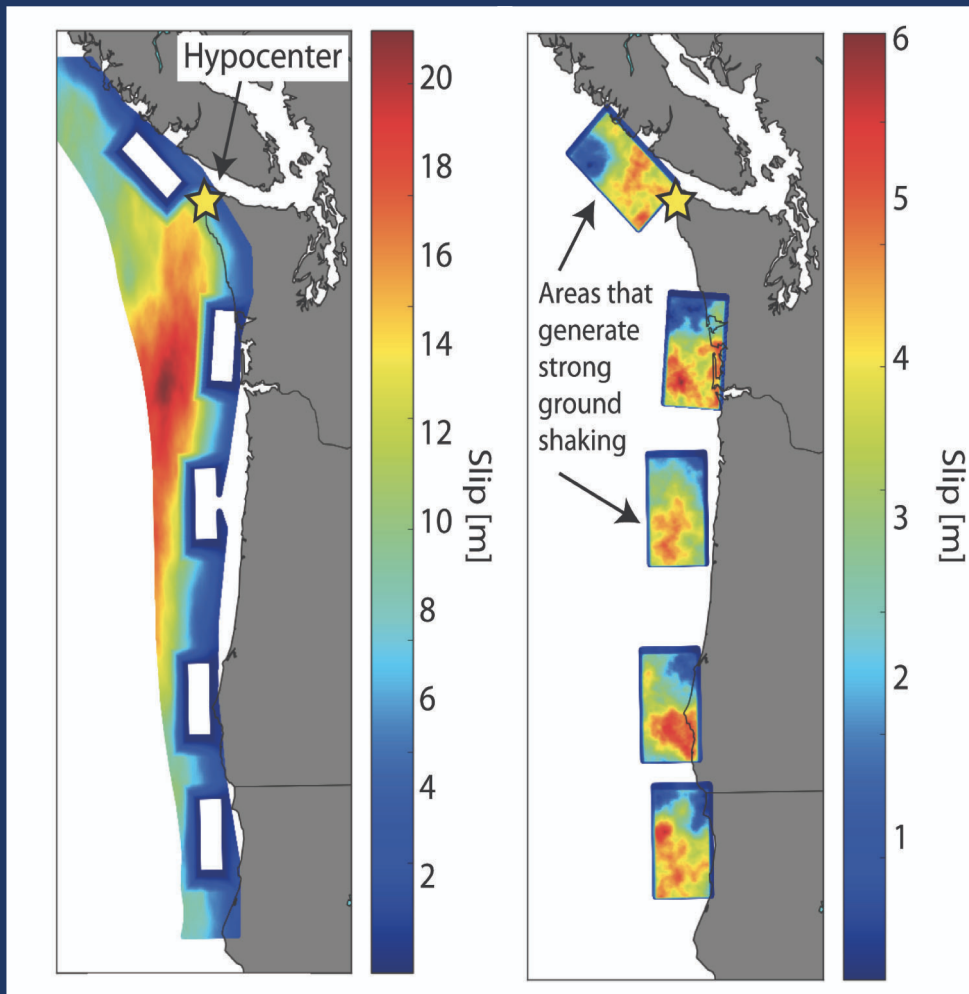 Hypocenter
20
18
16
14
12
10
8
6
4
2
Slip [m]
Areas that
generate
strong
ground
shaking
6
5
4
3
2
1
Slip [m]